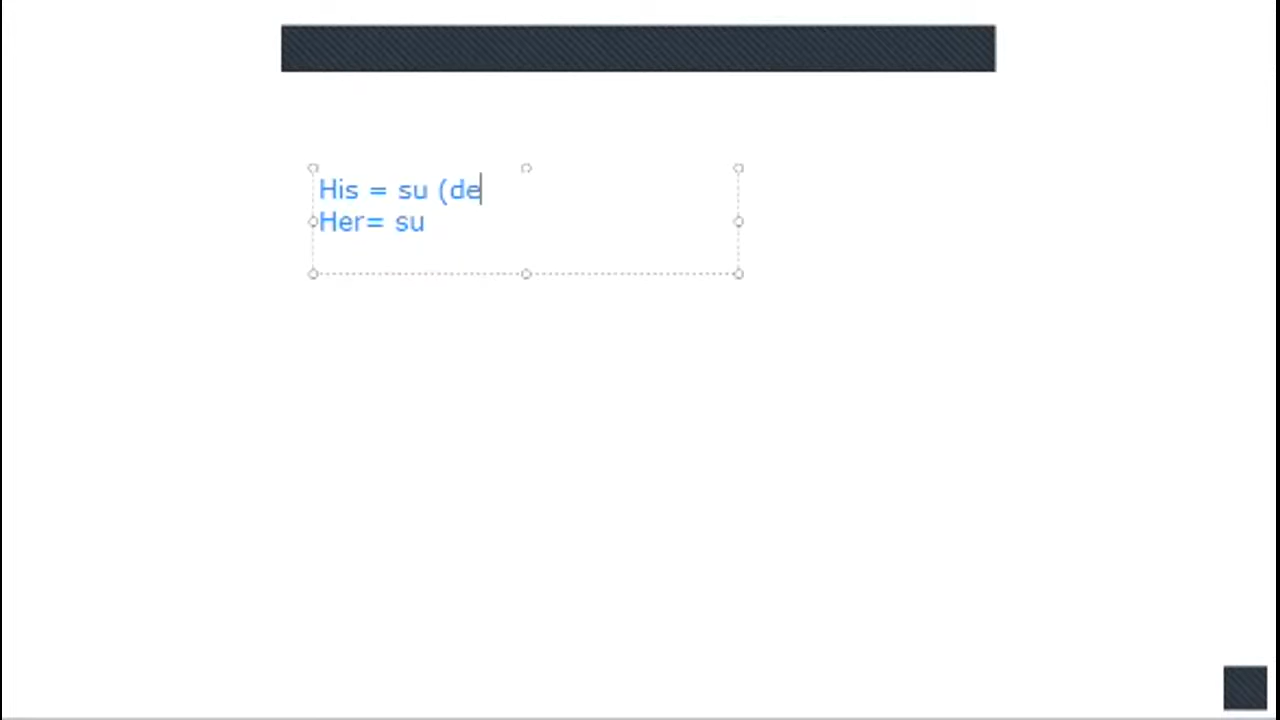 His = su (de
Her= su